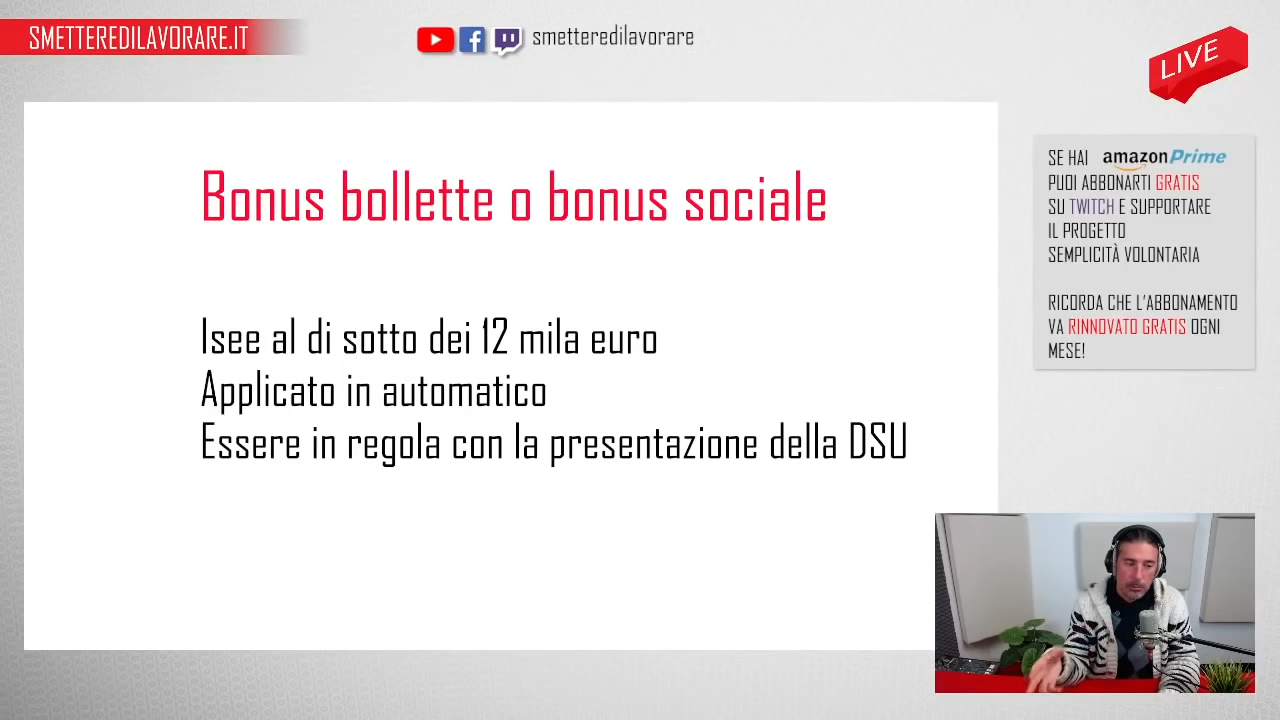 SMETTEREDILAVORARE.IT
smetteredilavorare
LIVE
Bonus bollette o bonus sociale
Isee al di sotto dei 12 mila euro
Applicato in automatico
Essere in regola con la presentazione della DSU
SE HAI amazonPrime
PUOI ABBONARTI GRATIS
SU TWITCH E SUPPORTARE
IL PROGETTO
SEMPLICITÀ VOLONTARIA
RICORDA CHE L'ABBONAMENTO
VA RINNOVATO GRATIS OGNI
MESE!